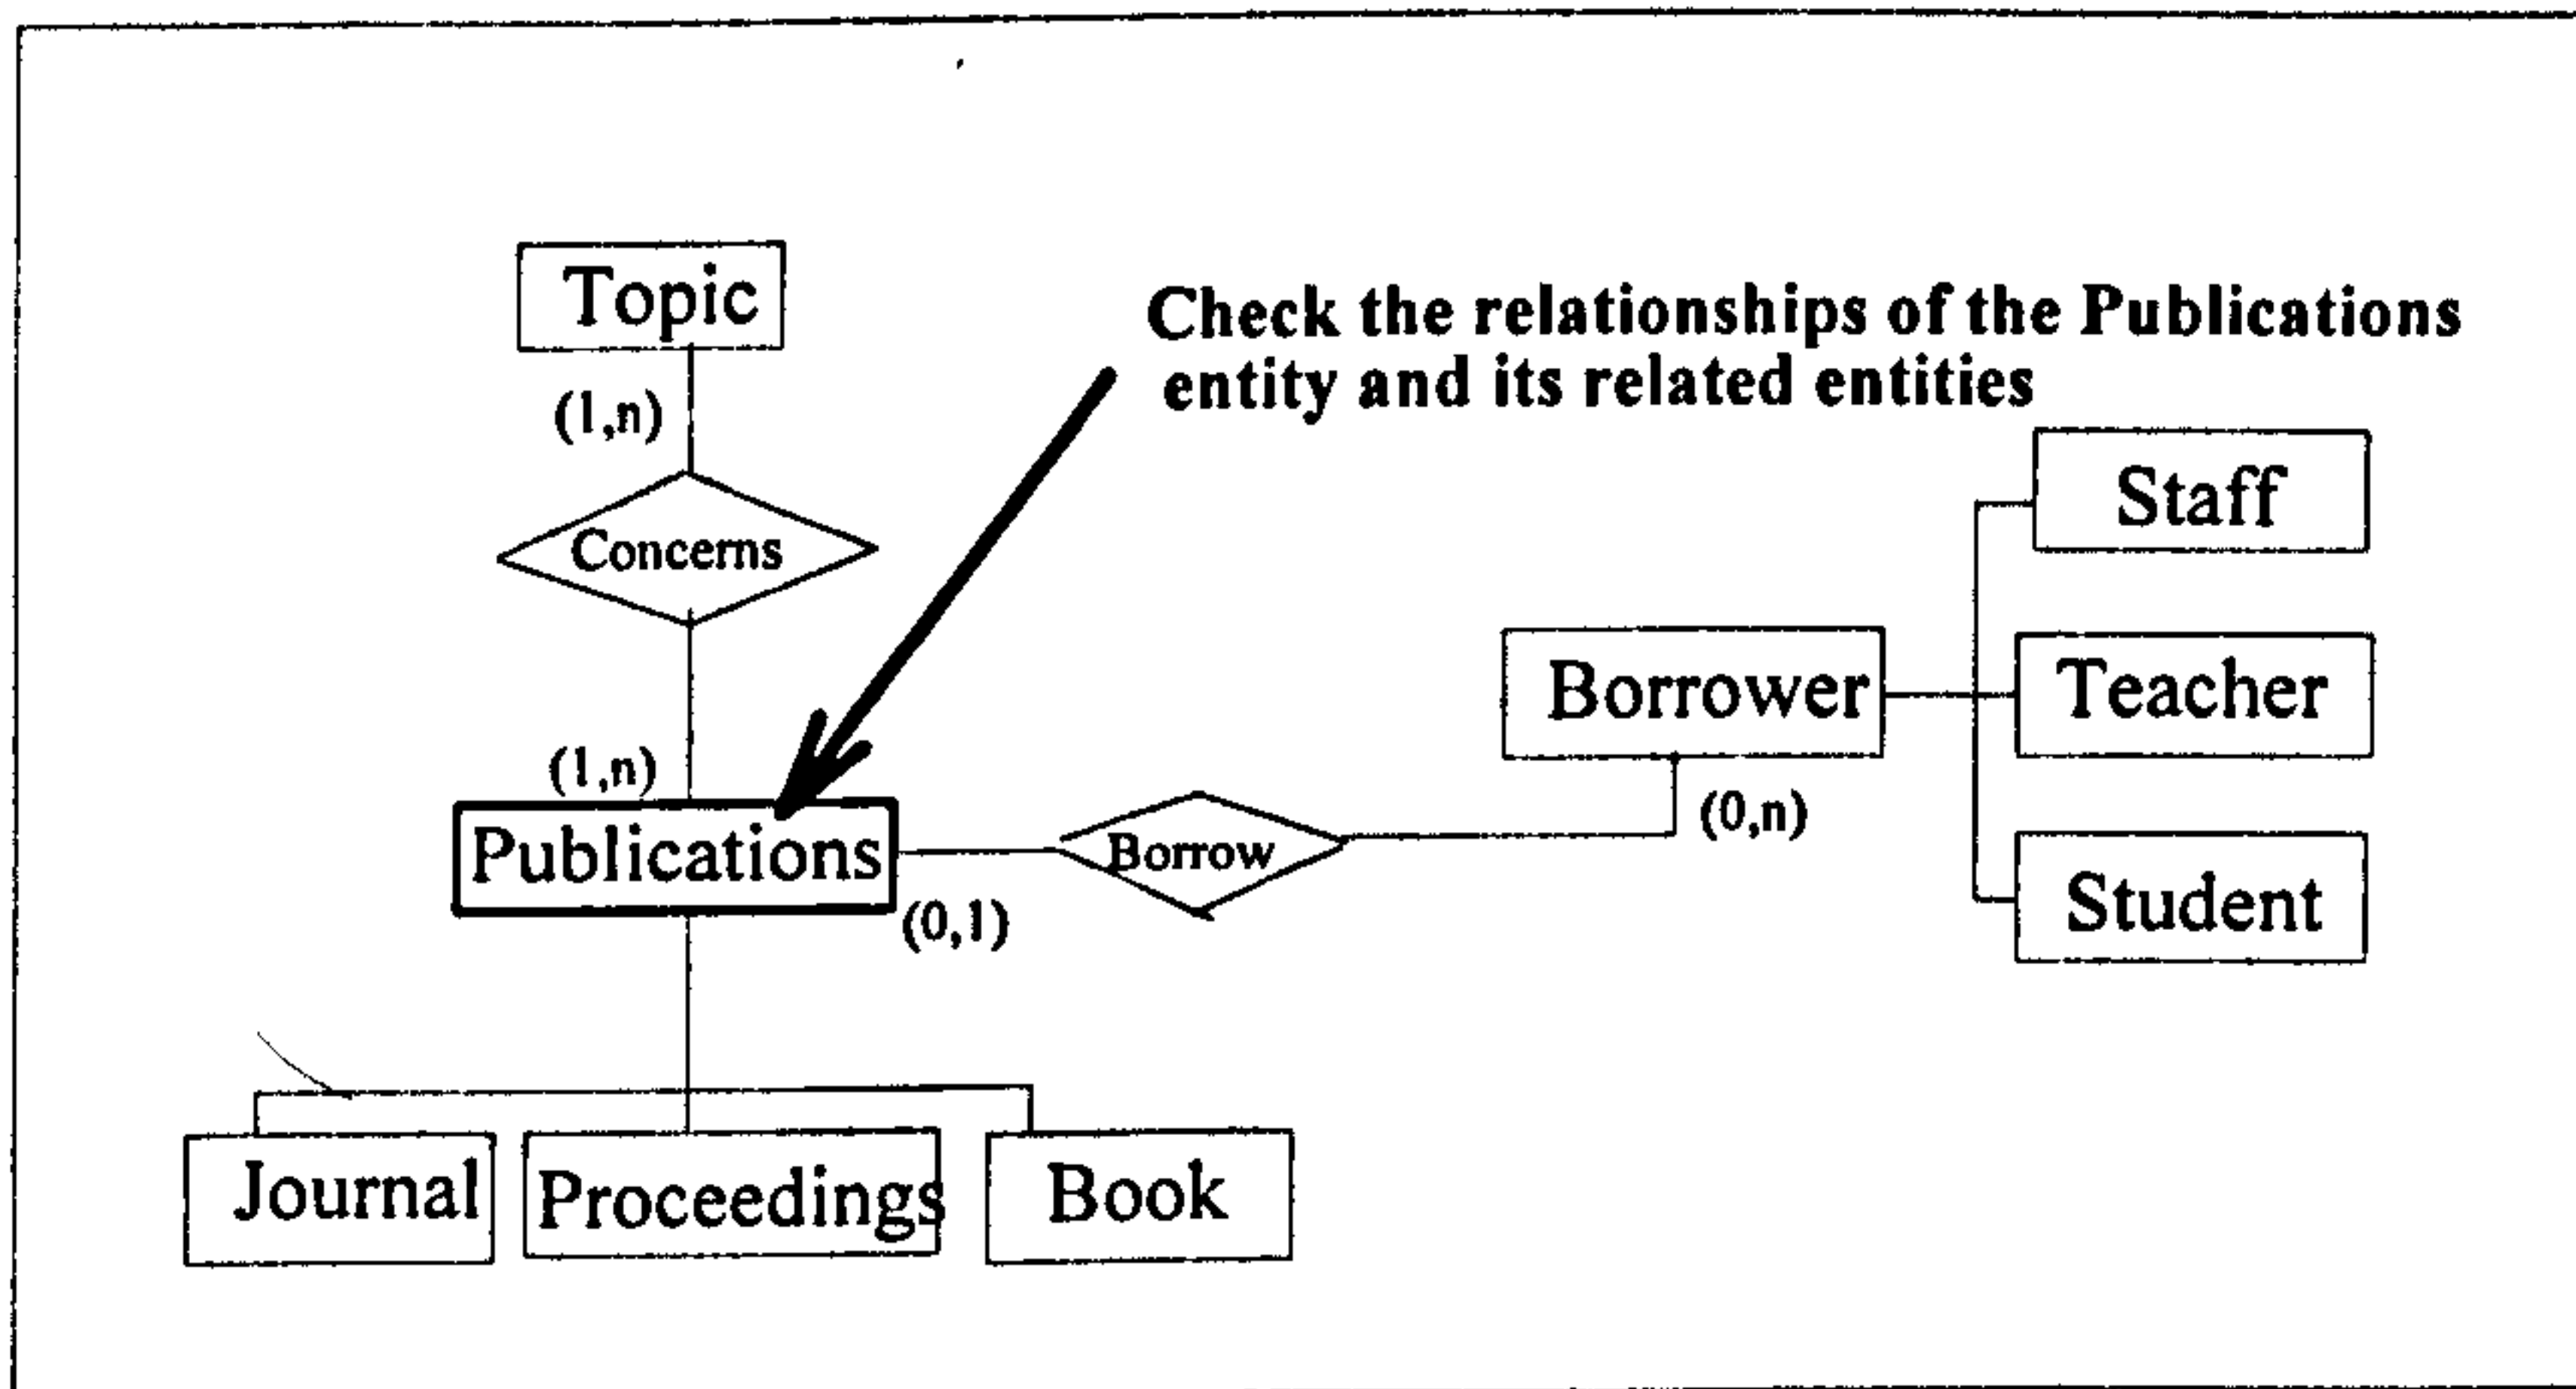 Topic
Check the relationships of the Publications
entity and its related entities
(1,n)
Staff
Concerns
Borrower
Teacher
(1,n)
(0,n)
Publications
Borrow
(0,1)
Student
Journal
Proceedings
Book